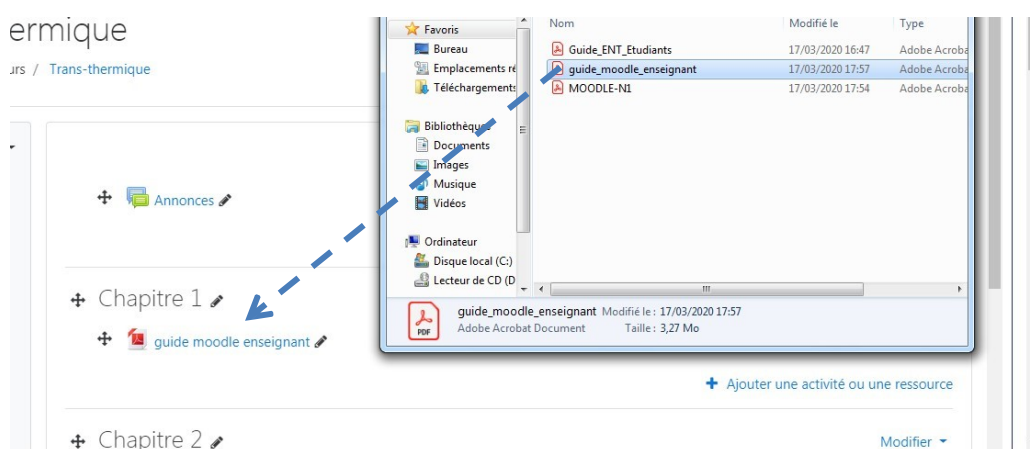 ermique
urs / Trans-thermique
Annonces
Chapitre 1
guide moodle enseignant
Ajouter une activité ou une ressource
Chapitre 2
Modifier
Favoris
Bureau
Emplacements ré
Téléchargements
Bibliothèques
Documents
Images
Musique
Vidéos
Ordinateur
Disque local (C:)
Lecteur de CD (D
Nom Modifié le Type
Guide_ENT_Etudiants 17/03/2020 16:47 Adobe Acroba
guide_moodle_enseignant 17/03/2020 17:57 Adobe Acroba
MOODLE-N1 17/03/2020 17:54 Adobe Acroba
PDF
guide_moodle_enseignant Modifié le : 17/03/2020 17:57
Adobe Acrobat Document Taille : 3,27 Mo